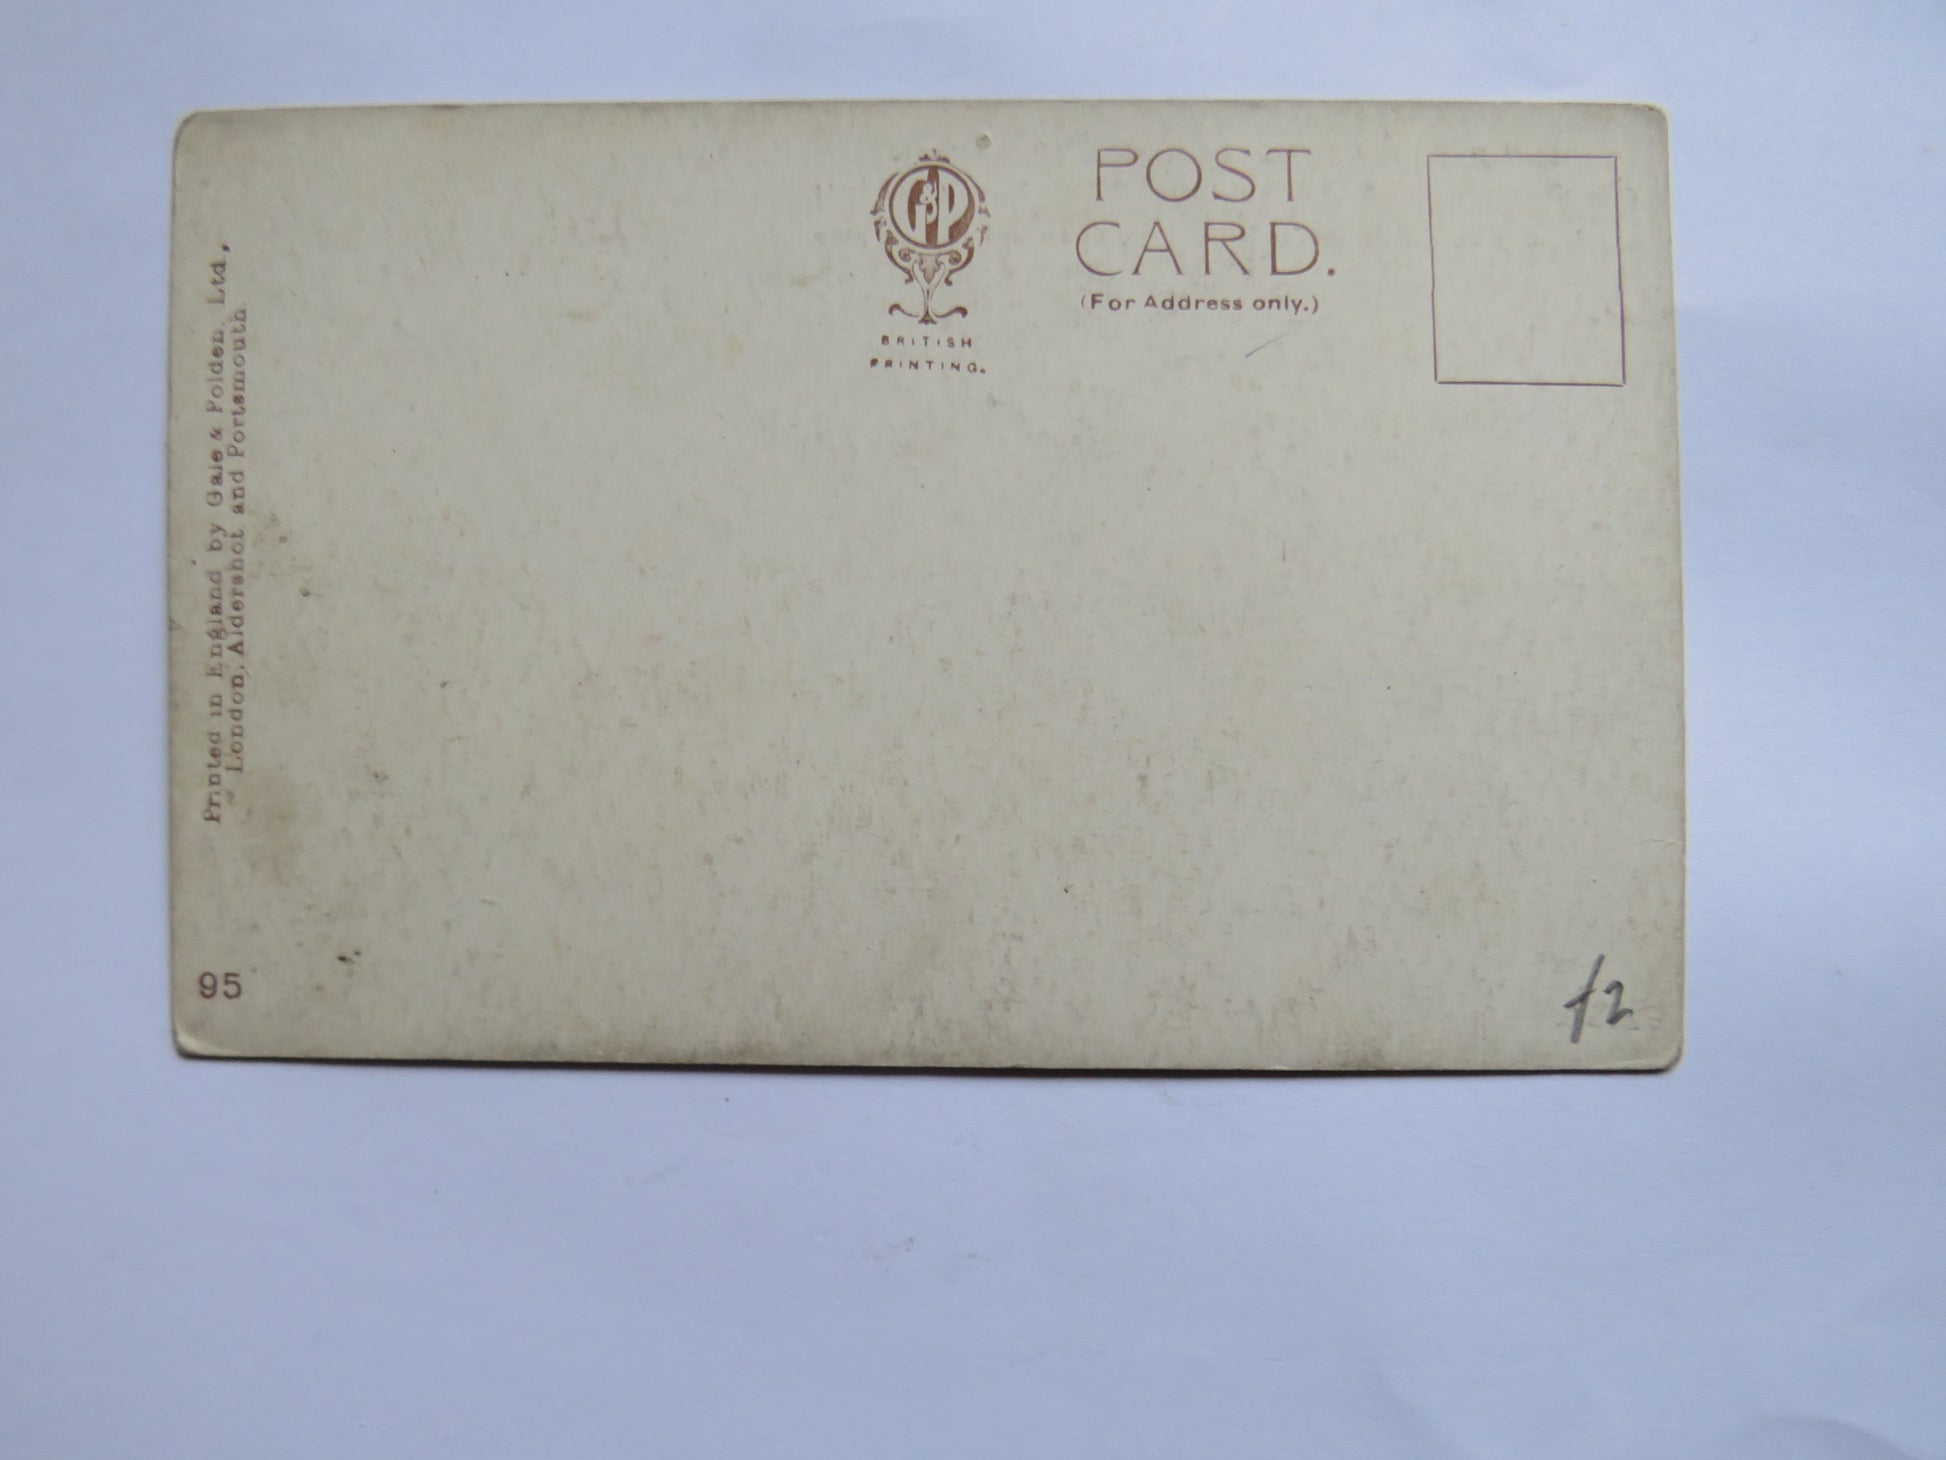 G&P
BRITISH
PRINTING.
POST
CARD.
(For Address only.)
Printed in England by Gale & Polden, Ltd.,
London, Aldershot and Portsmouth
95
£2